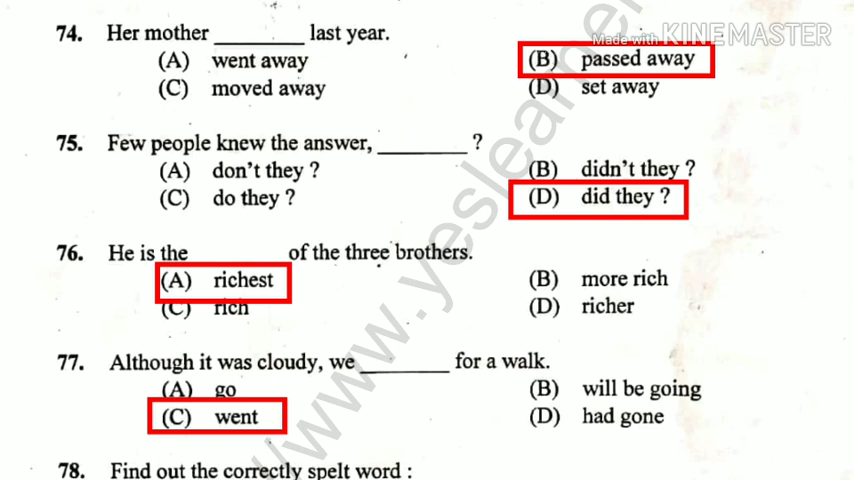 Made with KINEMASTER
74. Her mother ________ last year.
(A) went away (B) passed away
(C) moved away (D) set away
75. Few people knew the answer, ________ ?
(A) don't they ? (B) didn't they ?
(C) do they ? (D) did they ?
76. He is the ________ of the three brothers.
(A) richest (B) more rich
(C) rich (D) richer
77. Although it was cloudy, we ________ for a walk.
(A) go (B) will be going
(C) went (D) had gone
78. Find out the correctly spelt word :
//www.yeslearner